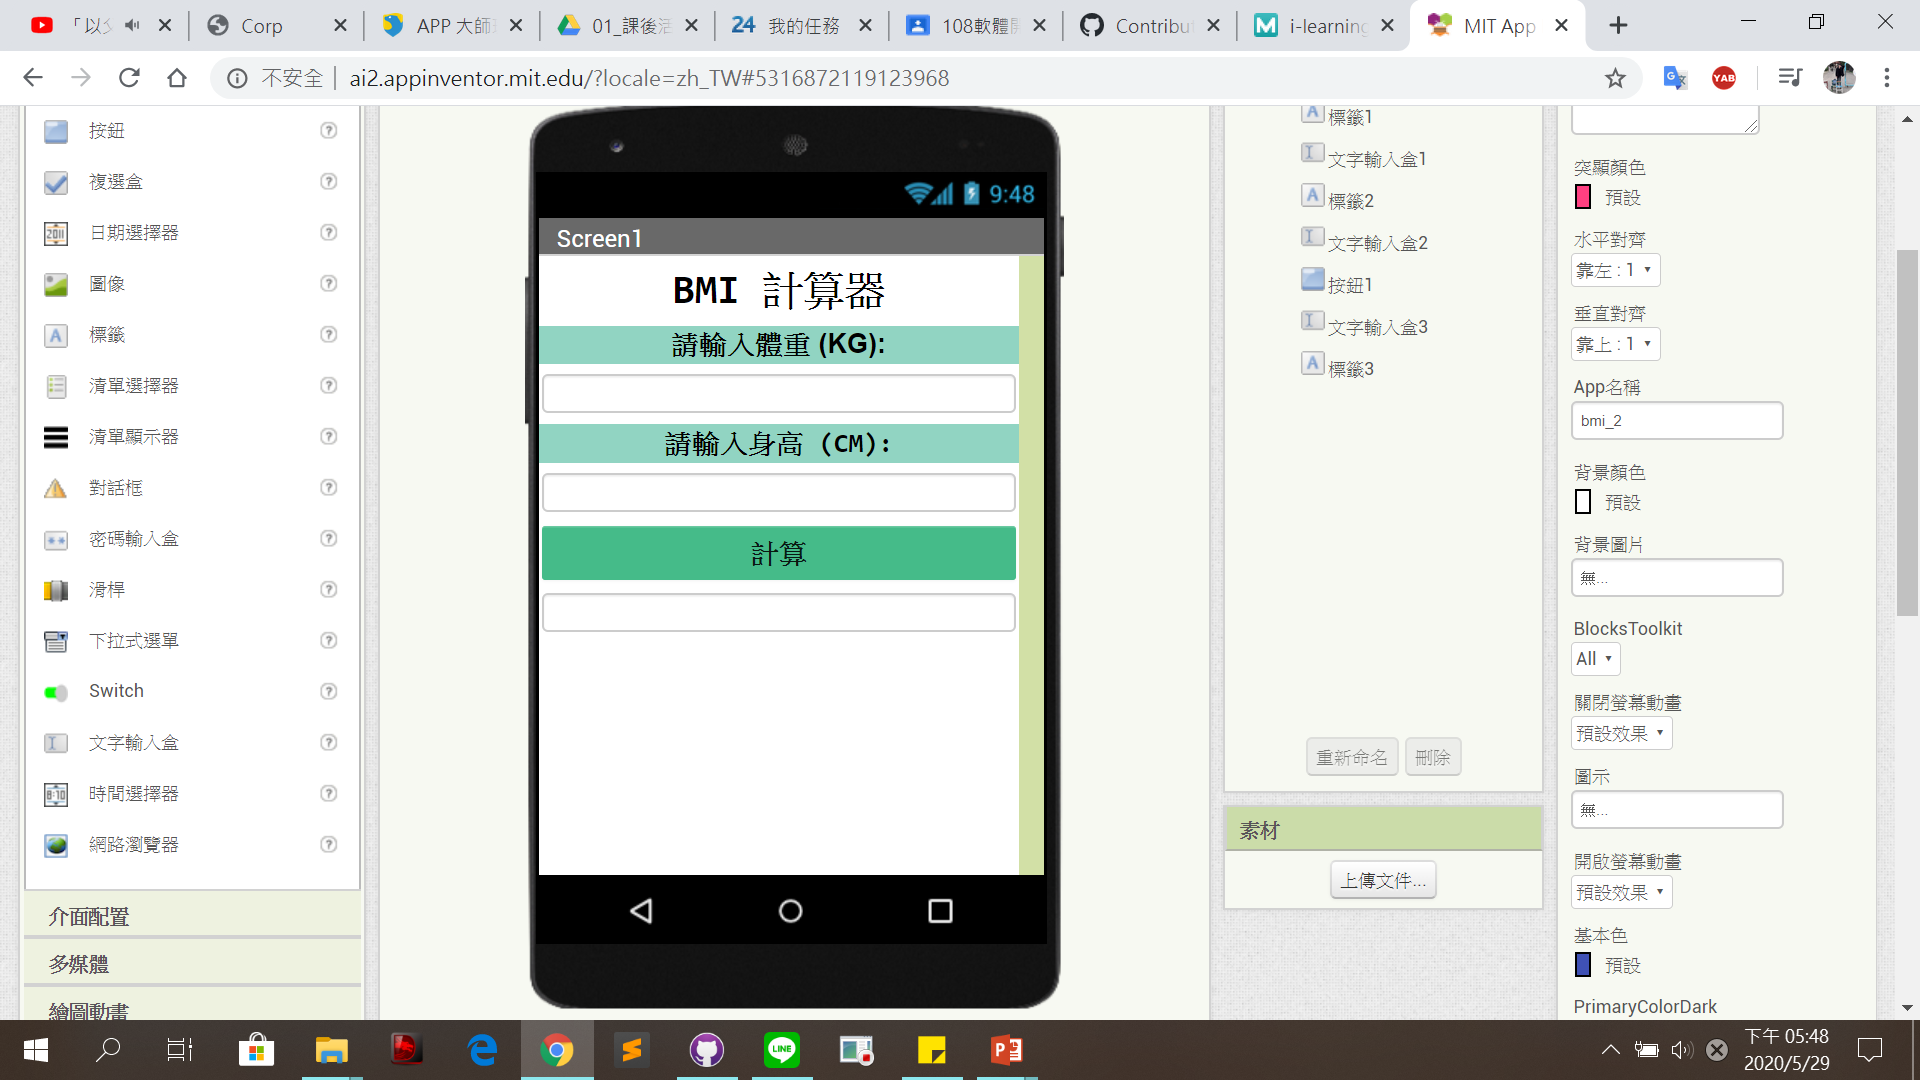 「以父
Corp
APP 大師
01_課後活
24
我的任務
108軟體開
Contribut
i-learning
MIT App
不安全
ai2.appinventor.mit.edu/?locale=zh_TW#5316872119123968
YAB
按鈕
複選盒
日期選擇器
圖像
標籤
清單選擇器
清單顯示器
對話框
密碼輸入盒
滑桿
下拉式選單
Switch
文字輸入盒
時間選擇器
網路瀏覽器
介面配置
多媒體
繪圖動畫
9:48
Screen1
BMI 計算器
請輸入體重 (KG):
請輸入身高 (CM):
計算
標籤1
文字輸入盒1
標籤2
文字輸入盒2
按鈕1
文字輸入盒3
標籤3
重新命名
刪除
素材
上傳文件...
突顯顏色
預設
水平對齊
靠左 : 1
垂直對齊
靠上 : 1
App名稱
bmi_2
背景顏色
預設
背景圖片
無...
BlocksToolkit
All
關閉螢幕動畫
預設效果
圖示
無...
開啟螢幕動畫
預設效果
基本色
預設
PrimaryColorDark
LINE
下午 05:48
2020/5/29